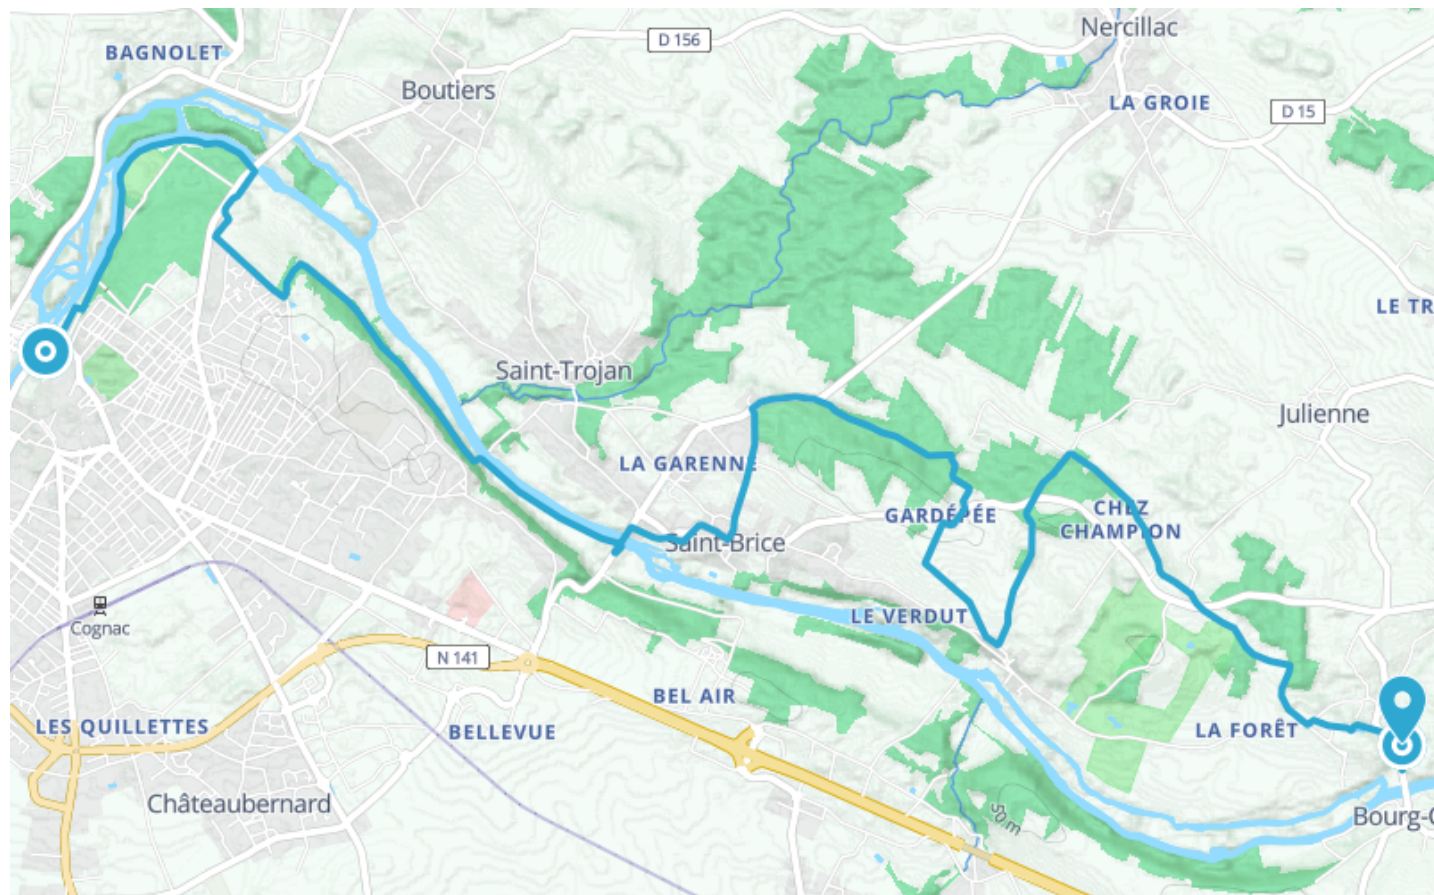 Nercillac
D 156
BAGNOLET
Boutiers
LA GROIE
D 15
LE TR
Saint-Trojan
Julienne
LA GARENNE
GARDÉPÉE
CHEZ
CHAMPION
Saint-Brice
LE VERDUT
Cognac
N 141
BEL AIR
LES QUILLETTES
BELLEVUE
LA FORÊT
Châteaubernard
50 m
Bourg-C